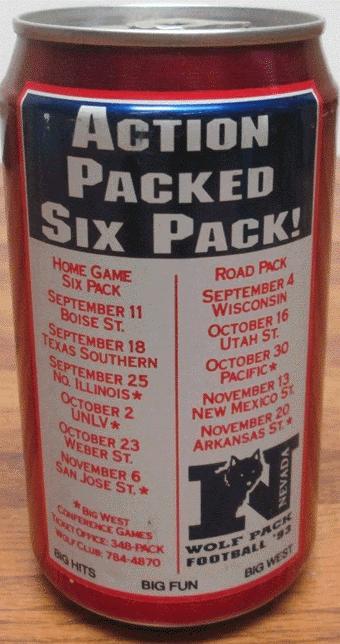 ACTION
PACKED
SIX PACK!
HOME GAME
SIX PACK
SEPTEMBER 11
BOISE ST.
SEPTEMBER 18
TEXAS SOUTHERN
SEPTEMBER 25
NO. ILLINOIS*
OCTOBER 2
UNLV*
OCTOBER 23
WEBER ST.
NOVEMBER 6
SAN JOSE ST.*
*BIG WEST
CONFERENCE GAMES
TICKET OFFICE: 348-PACK
WOLF CLUB: 784-4870
ROAD PACK
SEPTEMBER 4
WISCONSIN
OCTOBER 16
UTAH ST.
OCTOBER 30
PACIFIC*
NOVEMBER 13
NEW MEXICO ST.
NOVEMBER 20
ARKANSAS ST.*
N
NEVADA
WOLF PACK
FOOTBALL '93
BIG HITS
BIG FUN
BIG WEST